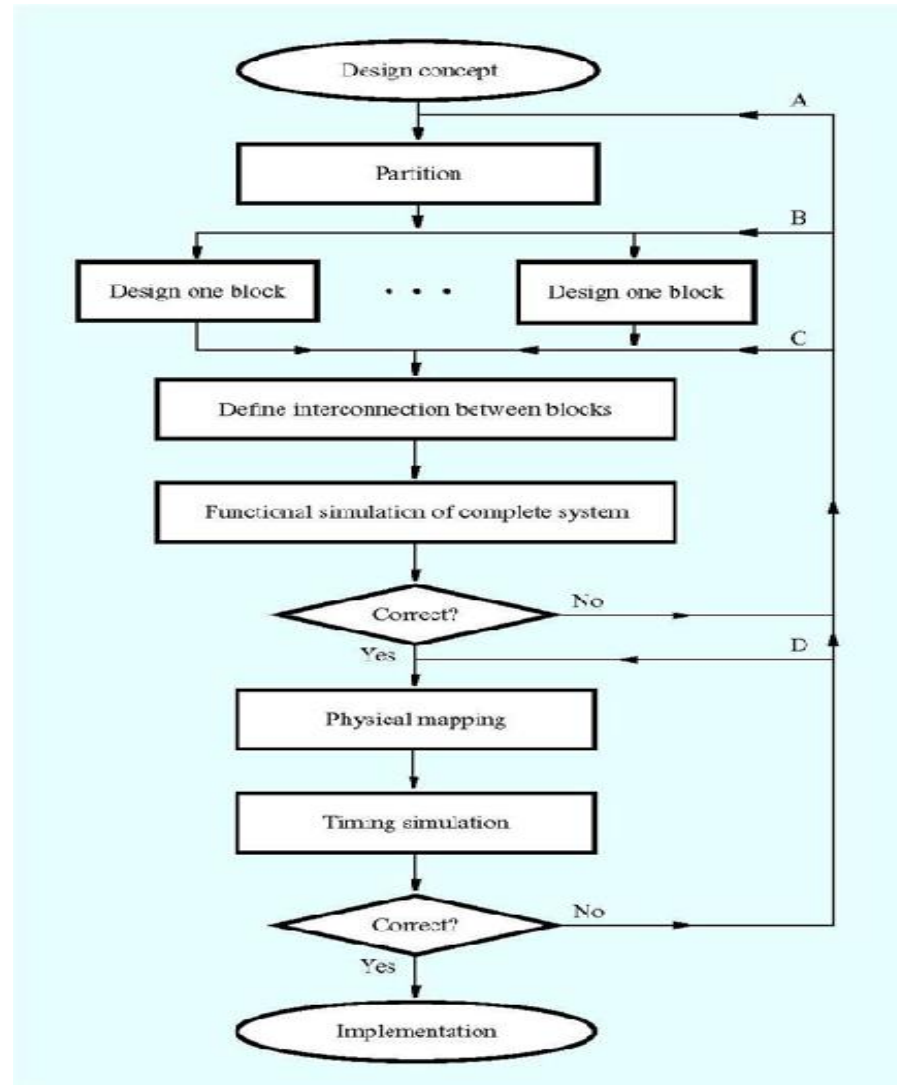 Design concept
A
Partition
B
Design one block
Design one block
C
Define interconnection between blocks
Functional simulation of complete system
Correct?
No
Yes
D
Physical mapping
Timing simulation
Correct?
No
Yes
Implementation